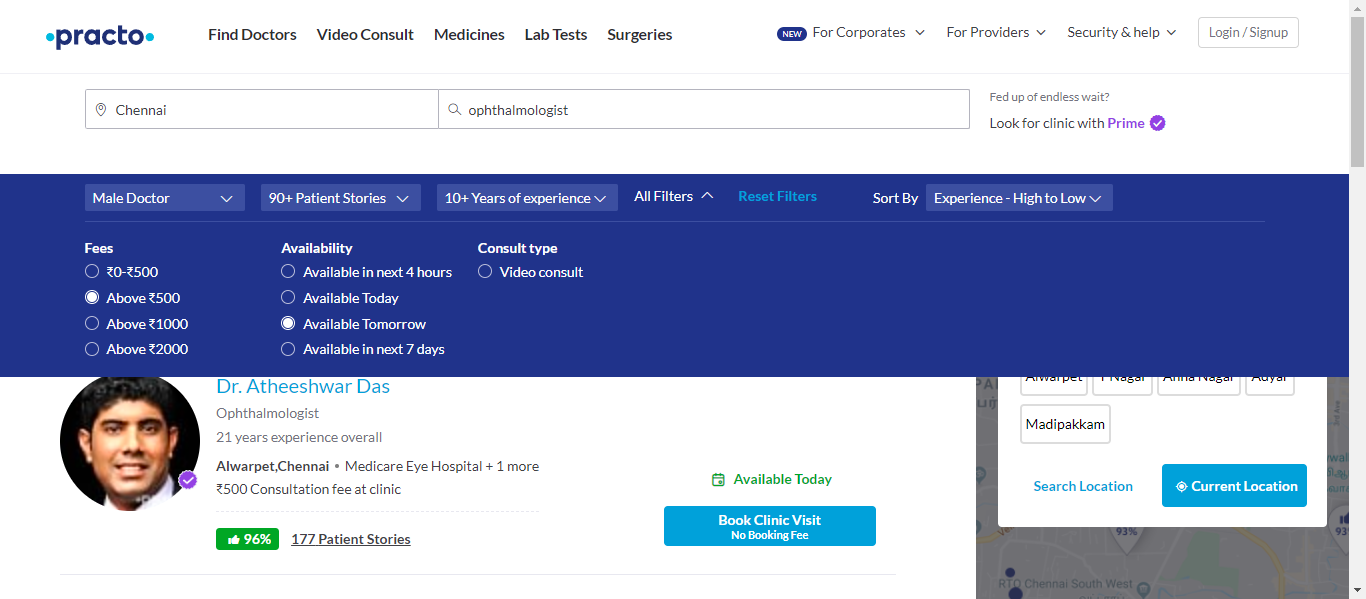 practo
Find Doctors Video Consult Medicines Lab Tests Surgeries
NEW For Corporates For Providers Security & help Login / Signup
Chennai ophthalmologist
Fed up of endless wait?
Look for clinic with Prime
Male Doctor 90+ Patient Stories 10+ Years of experience All Filters Reset Filters Sort By Experience - High to Low
Fees Availability Consult type
₹0-₹500 Available in next 4 hours Video consult
Above ₹500 Available Today
Above ₹1000 Available Tomorrow
Above ₹2000 Available in next 7 days
Dr. Atheeshwar Das
Ophthalmologist
21 years experience overall
Alwarpet,Chennai • Medicare Eye Hospital + 1 more
₹500 Consultation fee at clinic
96% 177 Patient Stories
Available Today
Book Clinic Visit
No Booking Fee
Alwarpet T Nagar Anna Nagar Adyar
Madipakkam
Search Location Current Location
93% 93
RTO Chennai South West